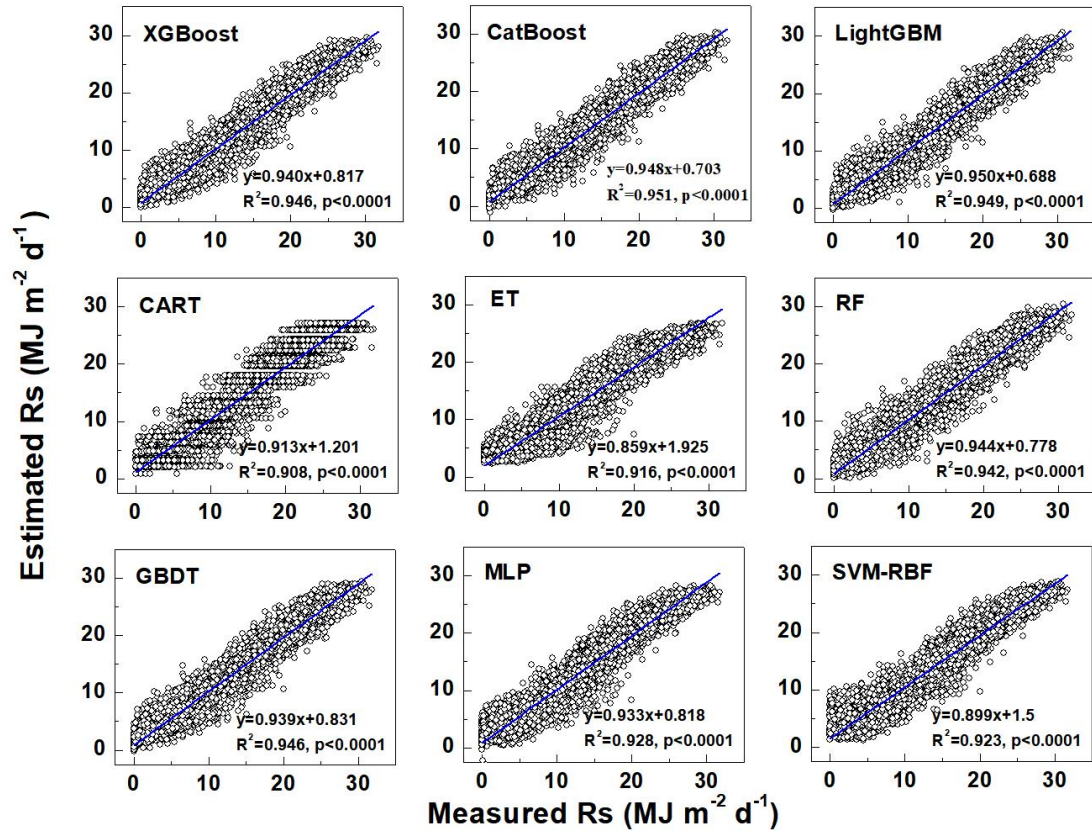 XGBoost
30
20
10
0
y=0.940x+0.817
R²=0.946, p<0.0001
0 10 20 30
CatBoost
30
20
10
0
y=0.948x+0.703
R²=0.951, p<0.0001
0 10 20 30
LightGBM
30
20
10
0
y=0.950x+0.688
R²=0.949, p<0.0001
0 10 20 30
Estimated Rs (MJ m⁻² d⁻¹)
CART
30
20
10
0
y=0.913x+1.201
R²=0.908, p<0.0001
0 10 20 30
ET
30
20
10
0
y=0.859x+1.925
R²=0.916, p<0.0001
0 10 20 30
RF
30
20
10
0
y=0.944x+0.778
R²=0.942, p<0.0001
0 10 20 30
GBDT
30
20
10
0
y=0.939x+0.831
R²=0.946, p<0.0001
0 10 20 30
MLP
30
20
10
0
y=0.933x+0.818
R²=0.928, p<0.0001
0 10 20 30
SVM-RBF
30
20
10
0
y=0.899x+1.5
R²=0.923, p<0.0001
0 10 20 30
Measured Rs (MJ m⁻² d⁻¹)